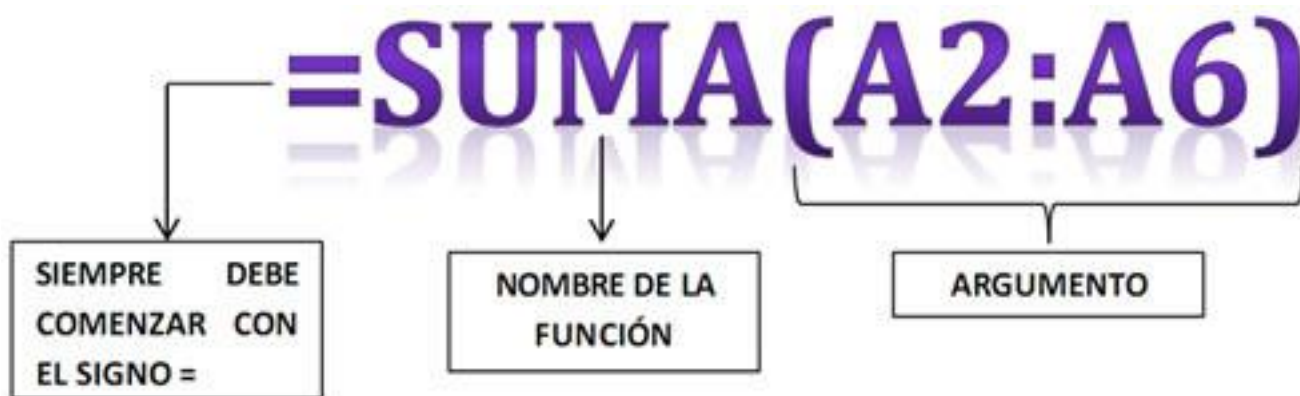 =SUMA(A2:A6)
SIEMPRE DEBE
COMENZAR CON
EL SIGNO =
NOMBRE DE LA
FUNCIÓN
ARGUMENTO